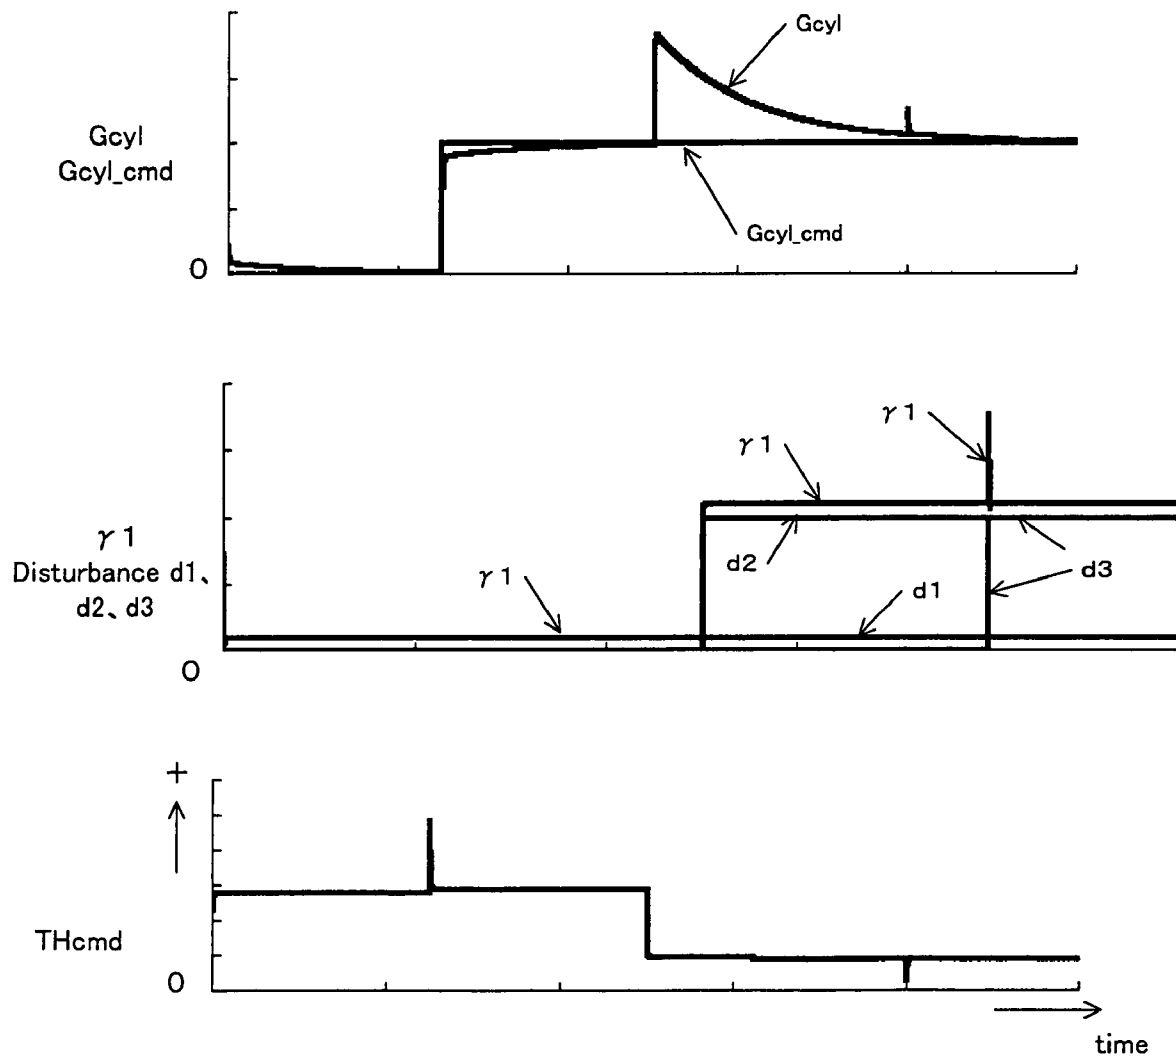 Gcyl
Gcyl
Gcyl_cmd
Gcyl_cmd
0
γ1
γ1
γ1
Disturbance d1、
d2、d3
γ1
d2
d1
d3
0
+
THcmd
0
time